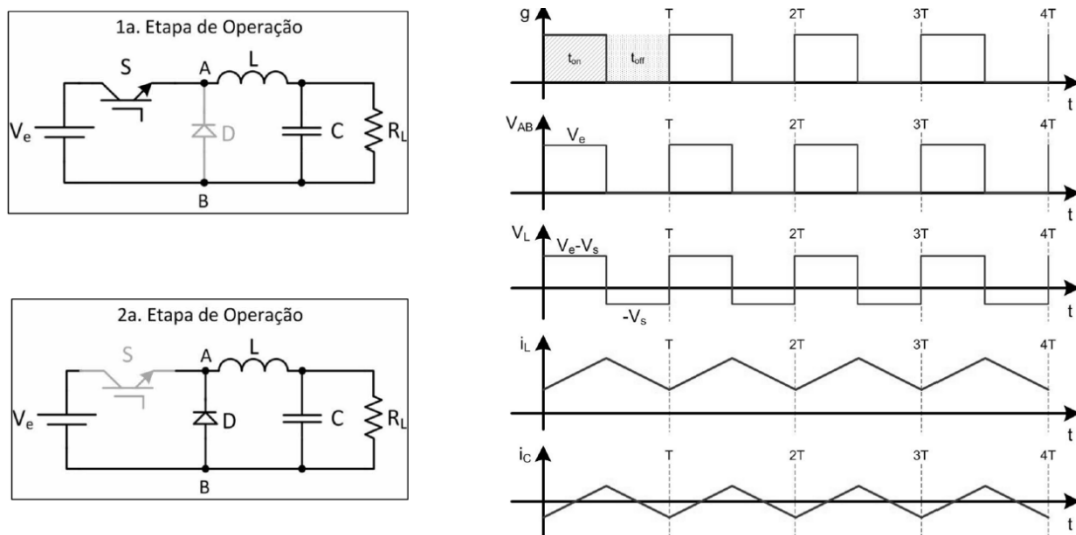 1a. Etapa de Operação
S
A
L
Ve
D
C
RL
B
2a. Etapa de Operação
S
A
L
Ve
D
C
RL
B
g
T
2T
3T
4T
ton
toff
t
VAB
Ve
T
2T
3T
4T
t
VL
Ve-Vs
T
2T
3T
4T
-Vs
t
iL
T
2T
3T
4T
t
iC
T
2T
3T
4T
t